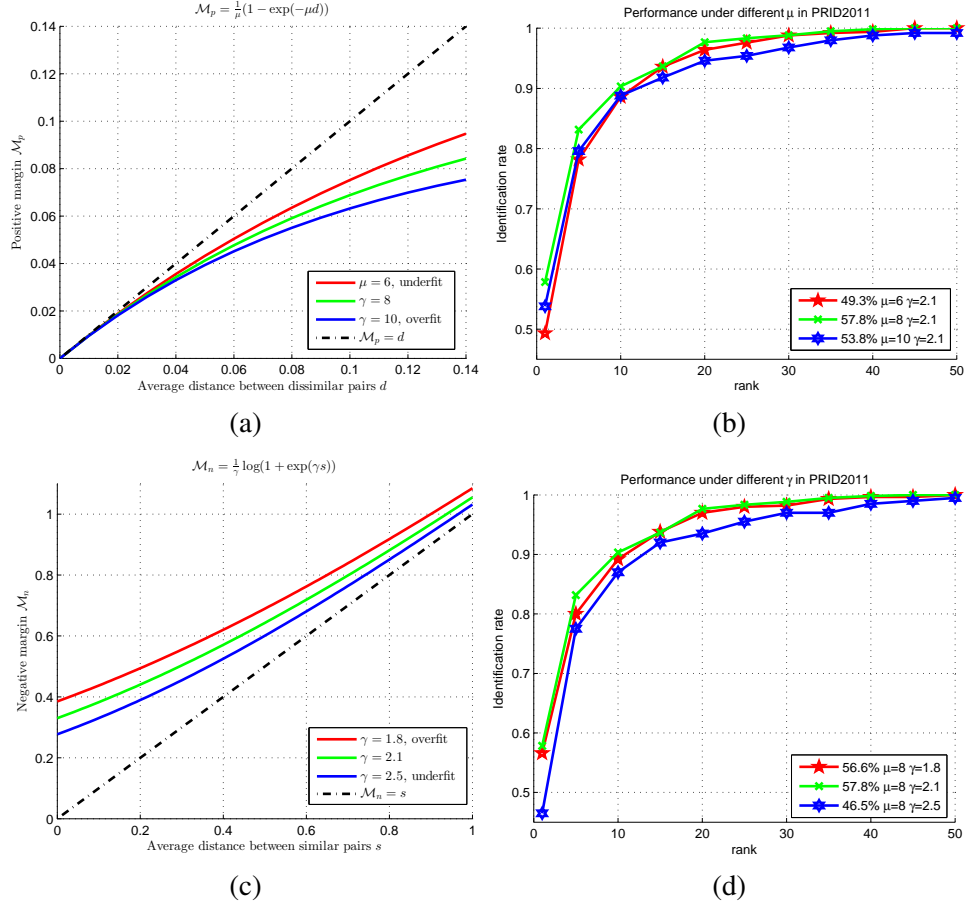 𝓜ₚ = 1/μ (1 − exp(−μd))
Positive margin 𝓜ₚ
0.14
0.12
0.1
0.08
0.06
0.04
0.02
0
μ = 6, underfit
γ = 8
γ = 10, overfit
𝓜ₚ = d
0 0.02 0.04 0.06 0.08 0.1 0.12 0.14
Average distance between dissimilar pairs d
(a)
Performance under different μ in PRID2011
Identification rate
1
0.9
0.8
0.7
0.6
0.5
49.3% μ=6 γ=2.1
57.8% μ=8 γ=2.1
53.8% μ=10 γ=2.1
0 10 20 30 40 50
rank
(b)
𝓜ₙ = 1/γ log(1 + exp(γs))
Negative margin 𝓜ₙ
1
0.8
0.6
0.4
0.2
0
γ = 1.8, overfit
γ = 2.1
γ = 2.5, underfit
𝓜ₙ = s
0 0.2 0.4 0.6 0.8 1
Average distance between similar pairs s
(c)
Performance under different γ in PRID2011
Identification rate
1
0.9
0.8
0.7
0.6
0.5
56.6% μ=8 γ=1.8
57.8% μ=8 γ=2.1
46.5% μ=8 γ=2.5
0 10 20 30 40 50
rank
(d)